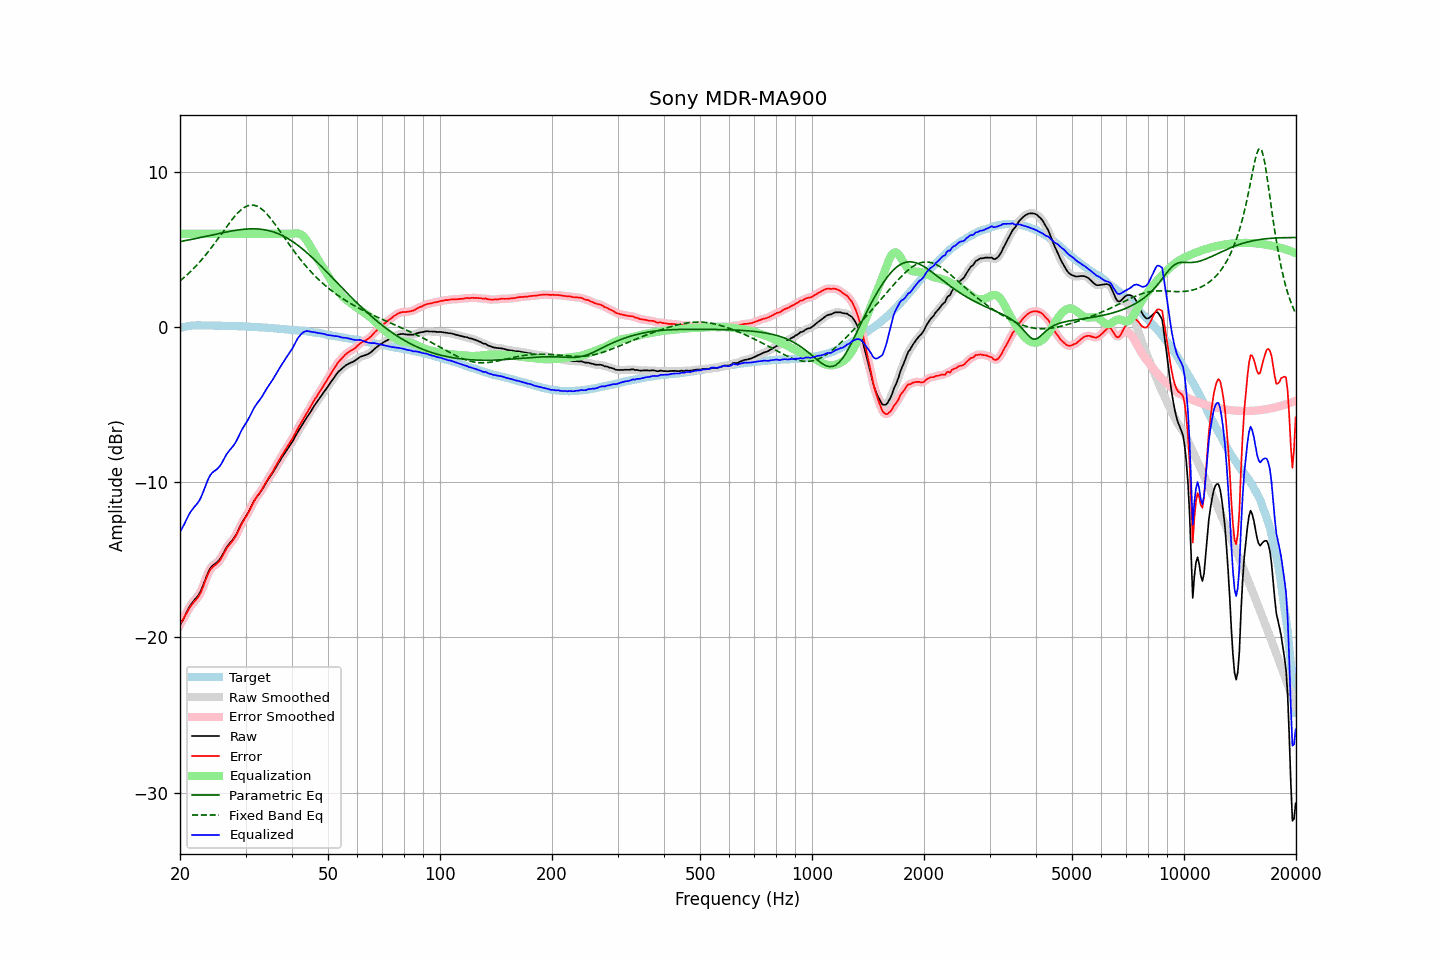 Sony MDR-MA900
Amplitude (dBr)
10
0
−10
−20
−30
Target
Raw Smoothed
Error Smoothed
Raw
Error
Equalization
Parametric Eq
Fixed Band Eq
Equalized
20 50 100 200 500 1000 2000 5000 10000 20000
Frequency (Hz)